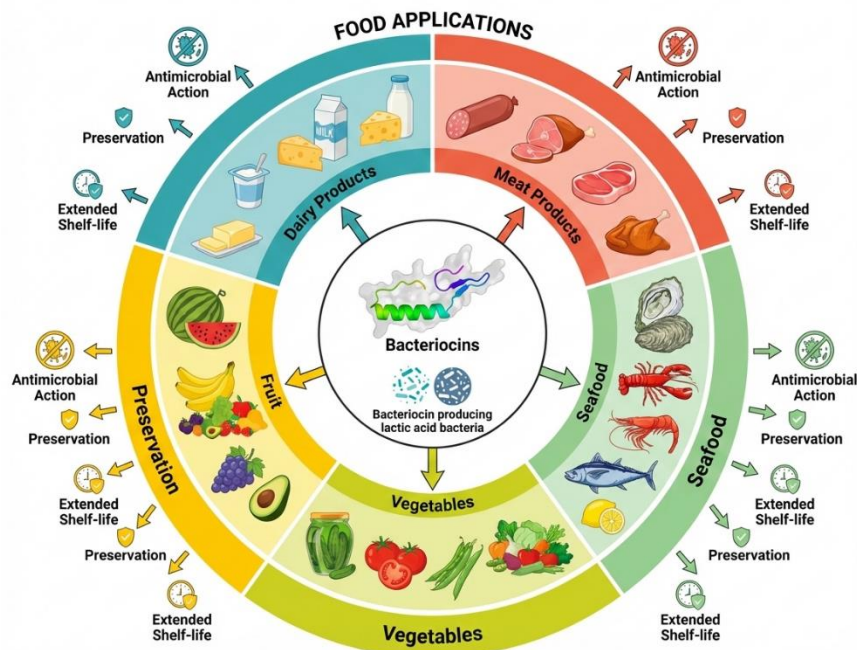 FOOD APPLICATIONS
Antimicrobial
Action
Preservation
Extended
Shelf-life
Antimicrobial
Action
Preservation
Extended
Shelf-life
MILK
Dairy Products
Meat Products
Bacteriocins
Bacteriocin producing
lactic acid bacteria
Fruit
Seafood
Vegetables
Preservation
Seafood
Vegetables
Antimicrobial
Action
Preservation
Extended
Shelf-life
Preservation
Extended
Shelf-life
Antimicrobial
Action
Preservation
Extended
Shelf-life
Preservation
Extended
Shelf-life